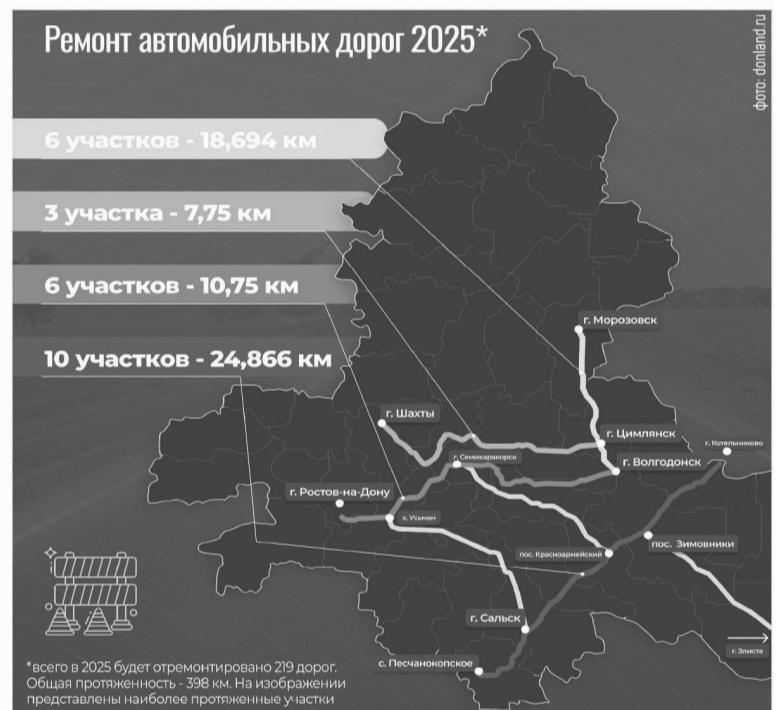 Ремонт автомобильных дорог 2025*
фото: donland.ru
6 участков - 18,694 км
3 участка - 7,75 км
6 участков - 10,75 км
10 участков - 24,866 км
г. Морозовск
г. Шахты
г. Цимлянск
г. Котельниково
г. Семикаракорск
г. Волгодонск
г. Ростов-на-Дону
х. Усьман
пос. Красноармейский
пос. Зимовники
г. Сальск
г. Элиста
с. Песчанокопское
*всего в 2025 будет отремонтировано 219 дорог.
Общая протяженность - 398 км. На изображении
представлены наиболее протяженные участки